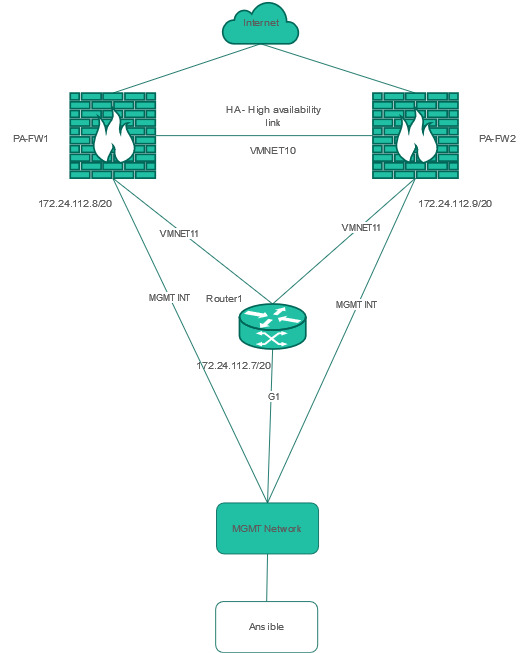 Internet
HA - High availability
link
PA-FW1
PA-FW2
VMNET10
172.24.112.8/20
172.24.112.9/20
VMNET11
VMNET11
MGMT INT
Router1
MGMT INT
172.24.112.7/20
G1
MGMT Network
Ansible